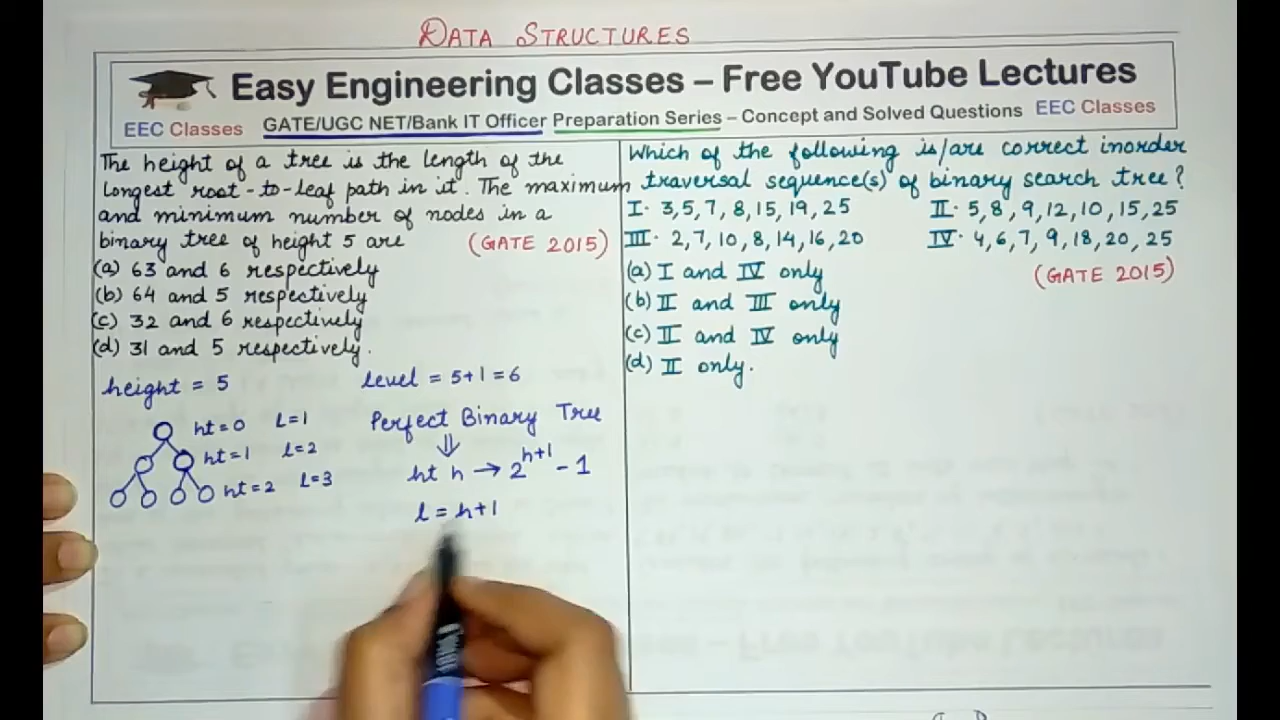 DATA STRUCTURES
Easy Engineering Classes – Free YouTube Lectures
EEC Classes GATE/UGC NET/Bank IT Officer Preparation Series – Concept and Solved Questions EEC Classes
The height of a tree is the length of the
longest root-to-leaf path in it. The maximum
and minimum number of nodes in a
binary tree of height 5 are (GATE 2015)
(a) 63 and 6 respectively
(b) 64 and 5 respectively
(c) 32 and 6 respectively
(d) 31 and 5 respectively.
height = 5 level = 5+1 = 6
Perfect Binary Tree
⇓
ht h → 2^{h+1} - 1
l = h+1
ht = 0 L=1
ht = 1 L=2
ht = 2 L=3
Which of the following is/are correct inorder
traversal sequence(s) of binary search tree?
I. 3, 5, 7, 8, 15, 19, 25 II. 5, 8, 9, 12, 10, 15, 25
III. 2, 7, 10, 8, 14, 16, 20 IV. 4, 6, 7, 9, 18, 20, 25
(a) I and IV only (GATE 2015)
(b) II and III only
(c) II and IV only
(d) II only.